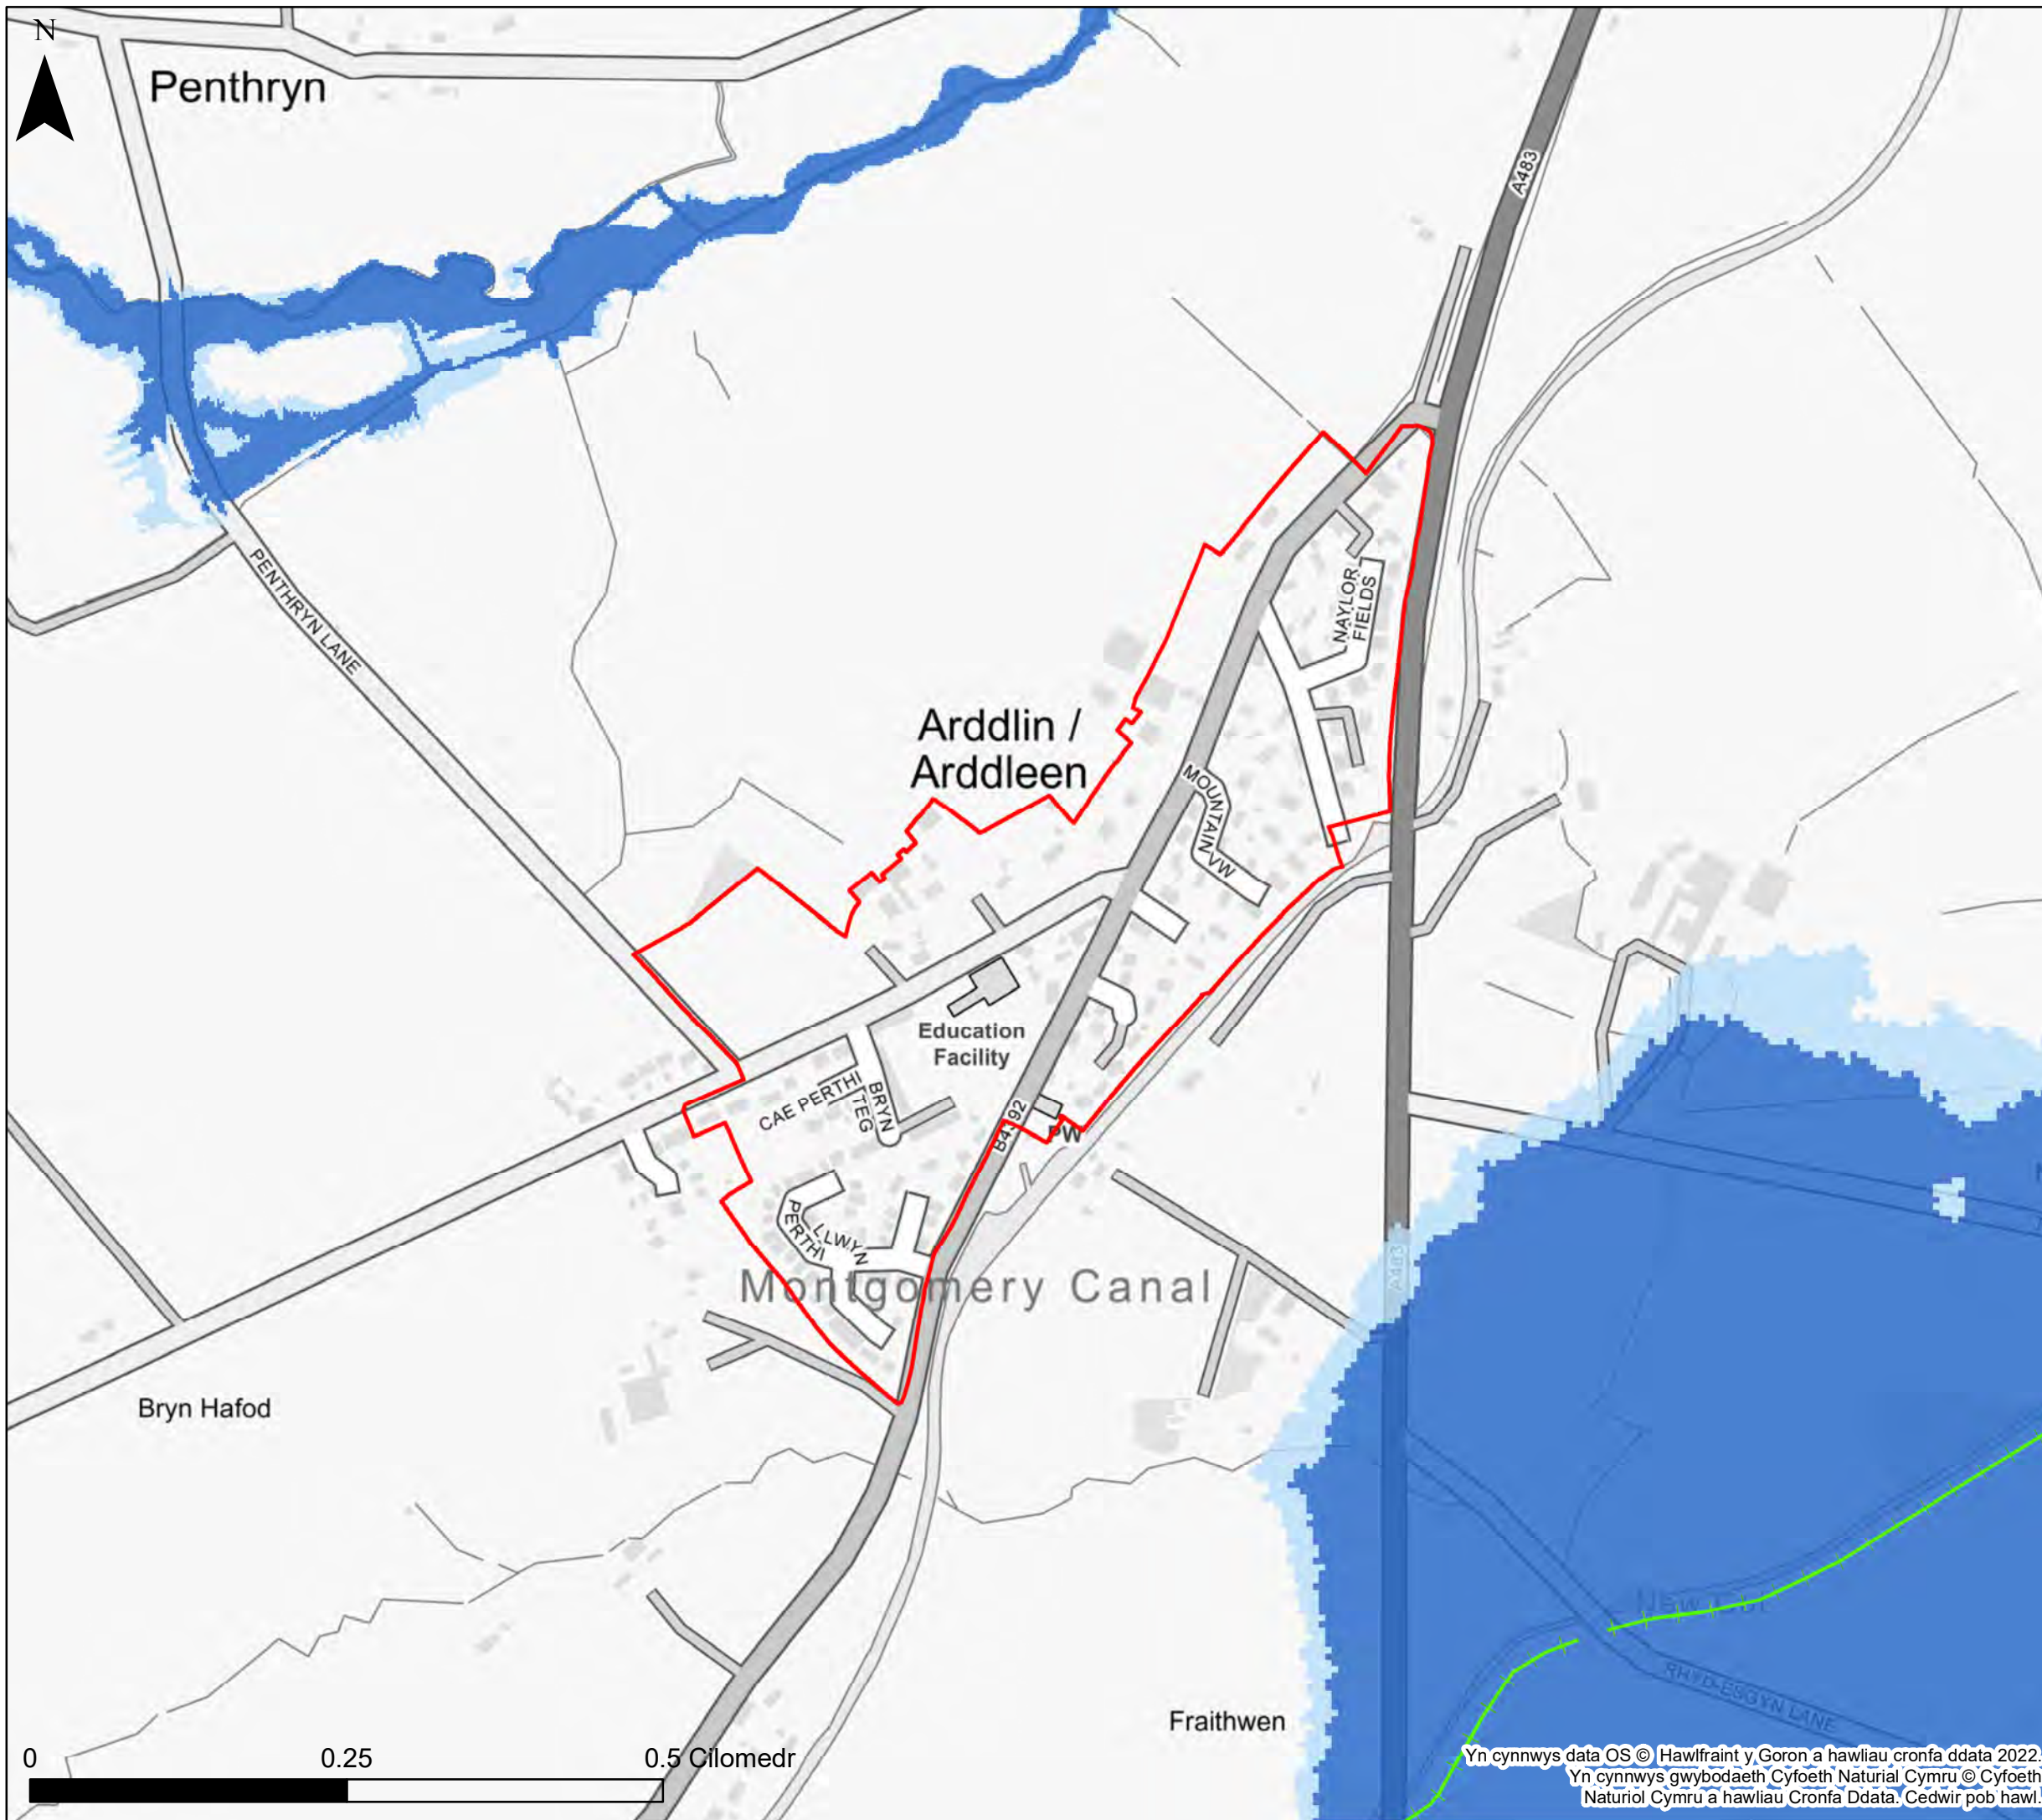 N
Penthryn
A483
PENTHRYN LANE
NAYLOR
FIELDS
Arddlin /
Arddleen
MOUNTAIN VW
Education
Facility
CAE PERTHI
BRYN
TEG
B4392
PW
LLWYN
PERTHI
Montgomery Canal
A483
Bryn Hafod
New Cut
RHYD-ESGYN LANE
Fraithwen
0 0.25 0.5 Cilomedr
Yn cynnwys data OS © Hawlfraint y Goron a hawliau cronfa ddata 2022.
Yn cynnwys gwybodaeth Cyfoeth Naturial Cymru © Cyfoeth
Naturiol Cymru a hawliau Cronfa Ddata. Cedwir pob hawl.